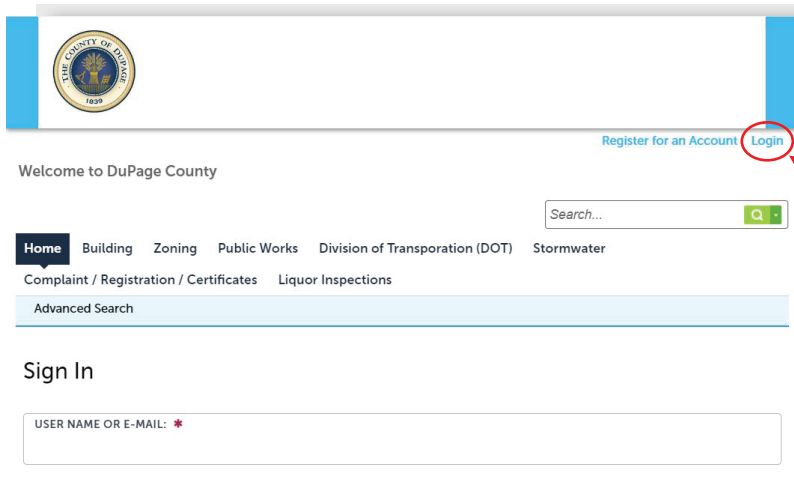 THE COUNTY OF DUPAGE
1839
Register for an Account Login
Welcome to DuPage County
Search...
Home Building Zoning Public Works Division of Transporation (DOT) Stormwater
Complaint / Registration / Certificates Liquor Inspections
Advanced Search
Sign In
USER NAME OR E-MAIL: *